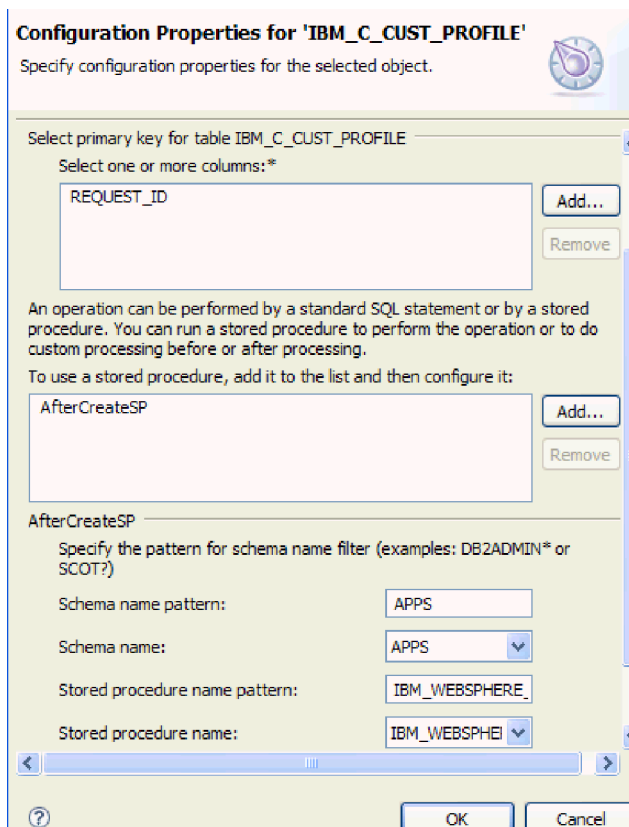 Configuration Properties for 'IBM_C_CUST_PROFILE'
Specify configuration properties for the selected object.
Select primary key for table IBM_C_CUST_PROFILE
Select one or more columns:*
REQUEST_ID
Add...
Remove
An operation can be performed by a standard SQL statement or by a stored
procedure. You can run a stored procedure to perform the operation or to do
custom processing before or after processing.
To use a stored procedure, add it to the list and then configure it:
AfterCreateSP
Add...
Remove
AfterCreateSP
Specify the pattern for schema name filter (examples: DB2ADMIN* or
SCOT?)
Schema name pattern: APPS
Schema name: APPS
Stored procedure name pattern: IBM_WEBSPHERE_
Stored procedure name: IBM_WEBSPHE
?
OK Cancel